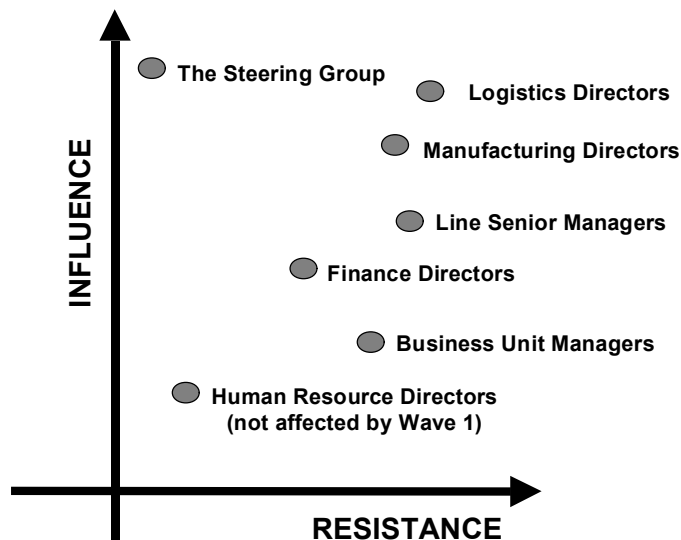 The Steering Group
Logistics Directors
Manufacturing Directors
Line Senior Managers
Finance Directors
Business Unit Managers
Human Resource Directors
(not affected by Wave 1)
INFLUENCE
RESISTANCE